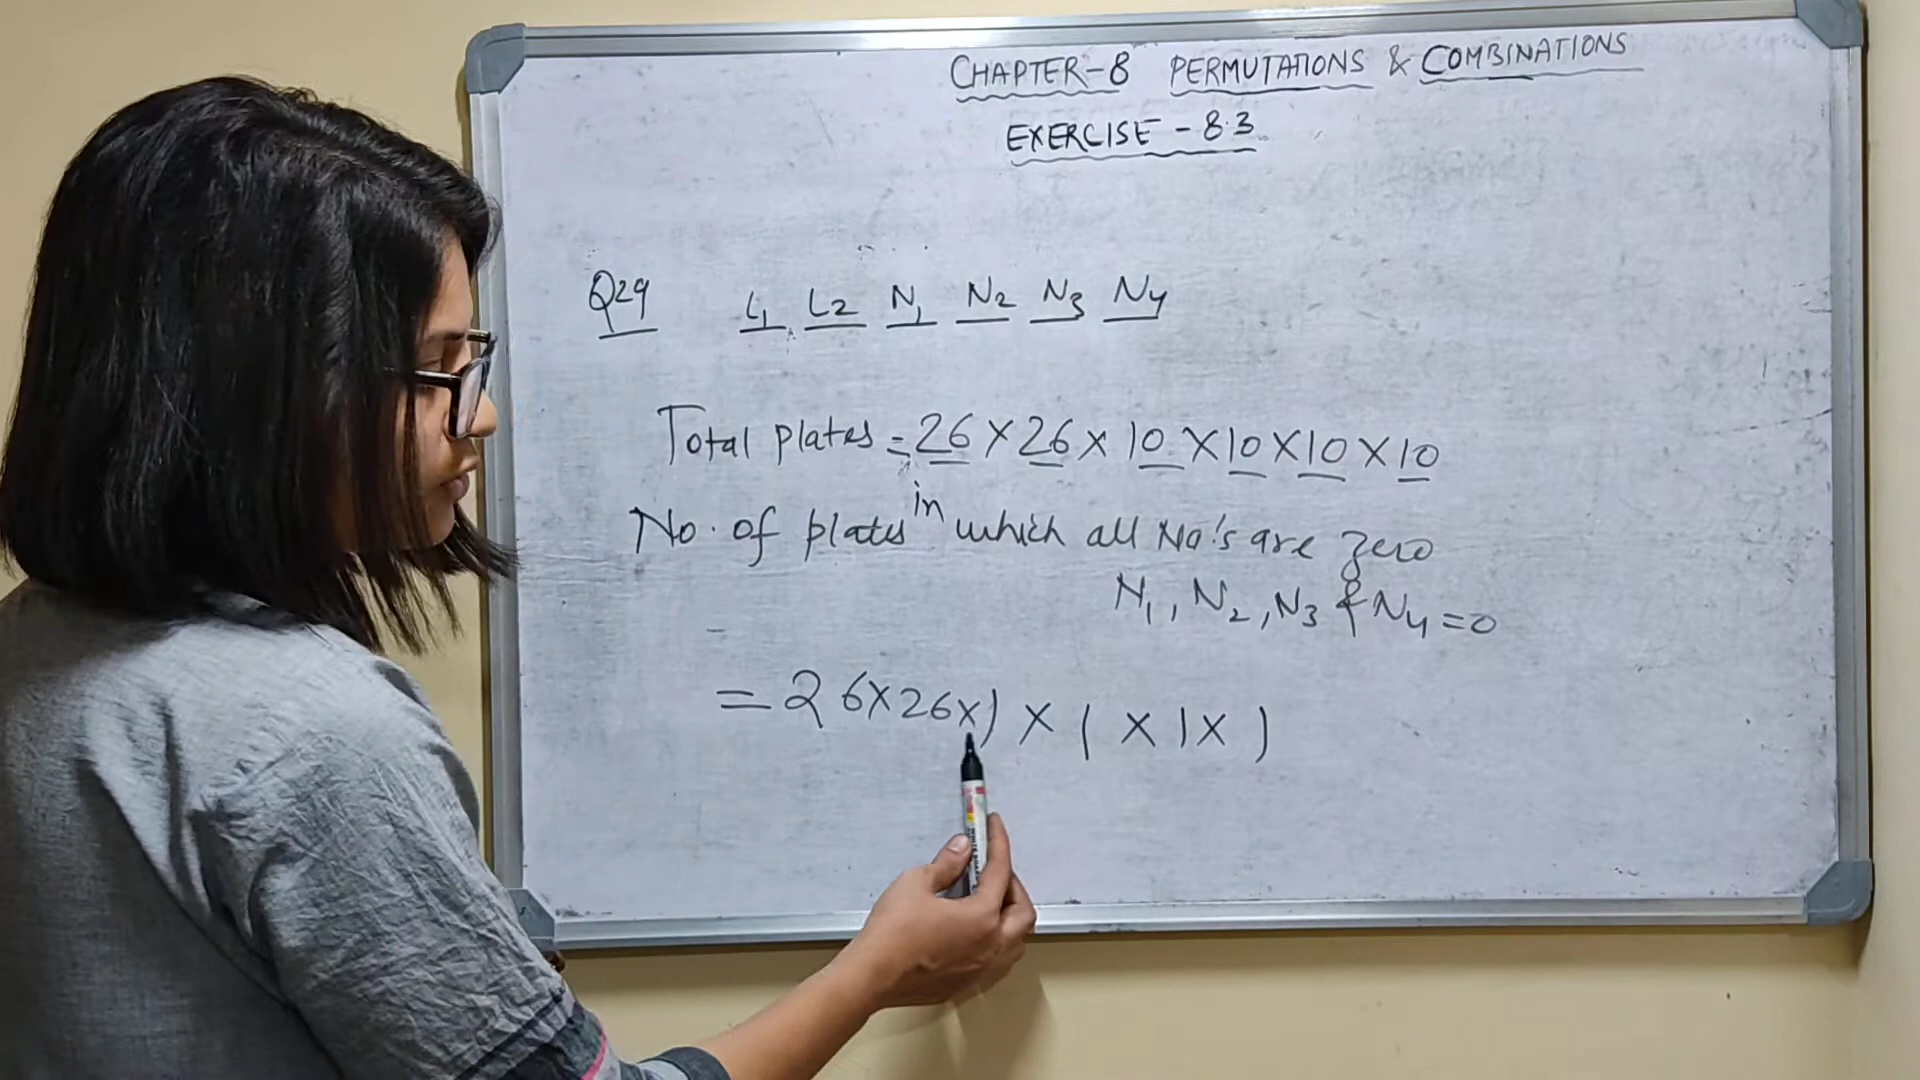 CHAPTER-8 PERMUTATIONS & COMBINATIONS
EXERCISE - 8.3
Q29 L1 L2 N1 N2 N3 N4
Total plates = 26 X 26 X 10 X 10 X 10 X 10
No. of plates in which all No's are zero
N1, N2, N3 & N4 = 0
= 26 X 26 X 1 X 1 X 1 X 1